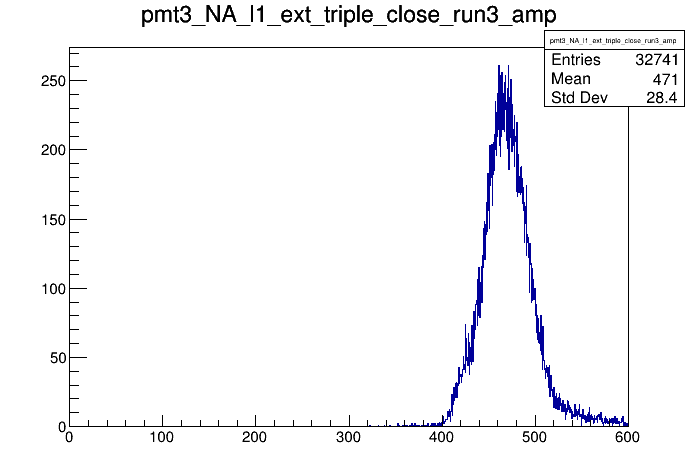 pmt3_NA_l1_ext_triple_close_run3_amp
pmt3_NA_l1_ext_triple_close_run3_amp
Entries 32741
Mean 471
Std Dev 28.4
250
200
150
100
50
0
0 100 200 300 400 500 600